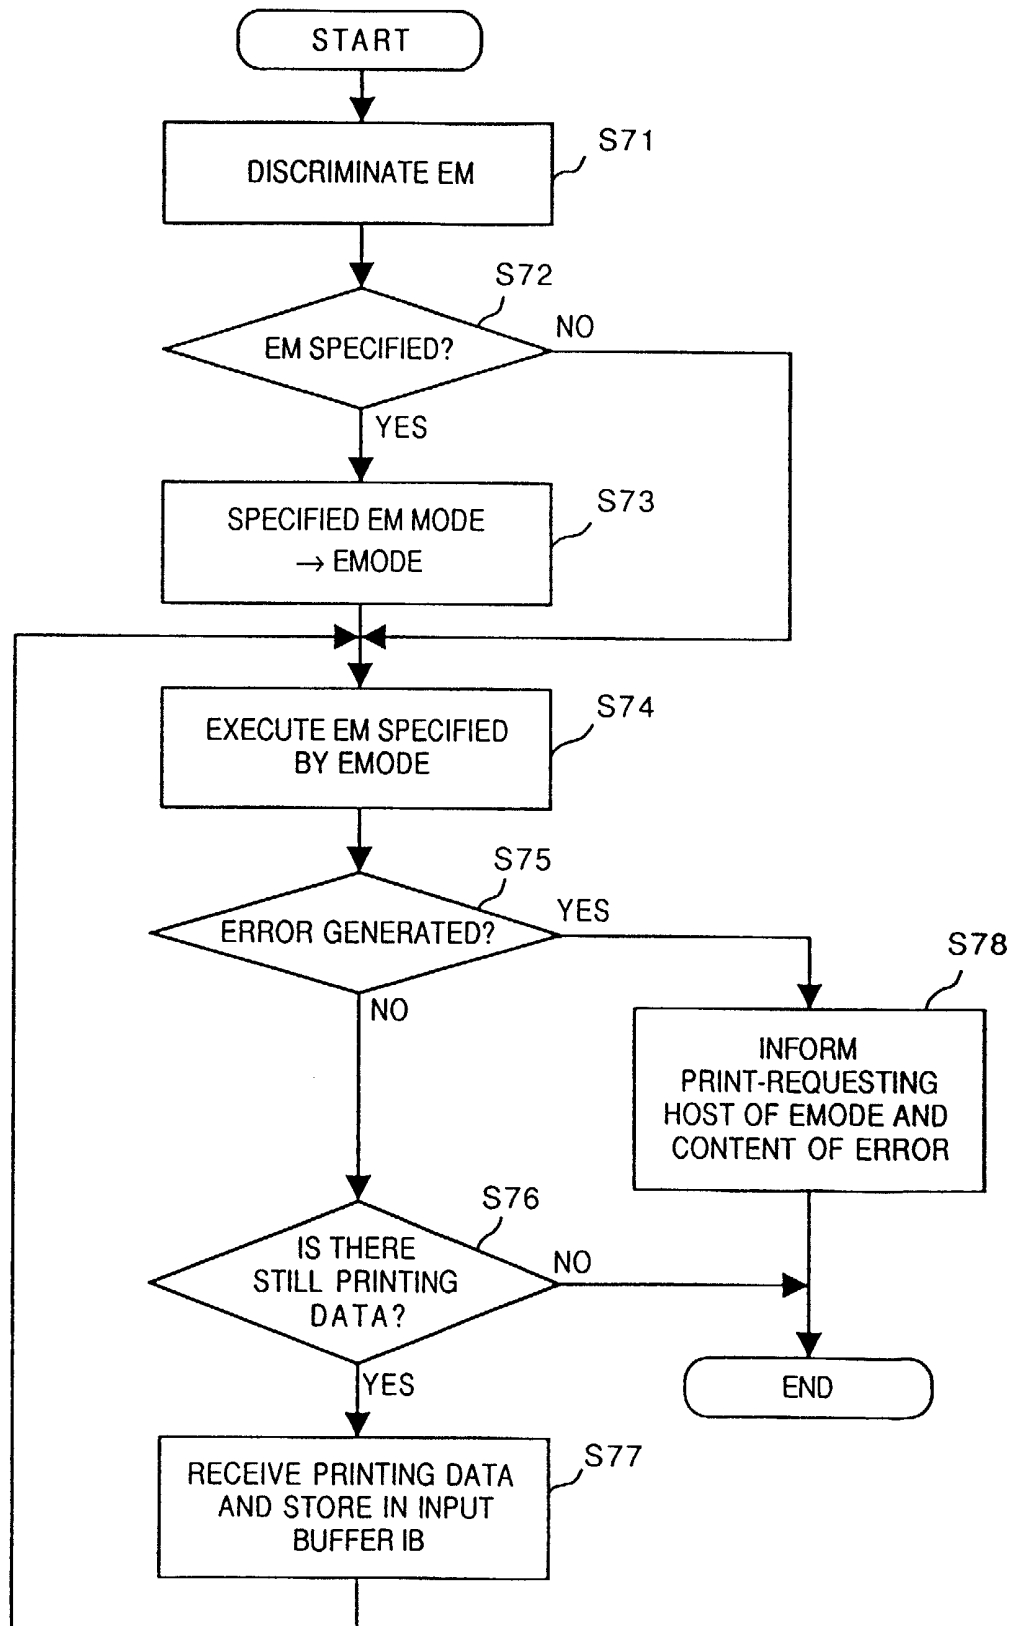 START
S71
DISCRIMINATE EM
S72
EM SPECIFIED?
NO
YES
S73
SPECIFIED EM MODE
→ EMODE
S74
EXECUTE EM SPECIFIED
BY EMODE
S75
ERROR GENERATED?
YES
NO
S78
INFORM
PRINT-REQUESTING
HOST OF EMODE AND
CONTENT OF ERROR
S76
IS THERE
STILL PRINTING
DATA?
NO
YES
END
S77
RECEIVE PRINTING DATA
AND STORE IN INPUT
BUFFER IB